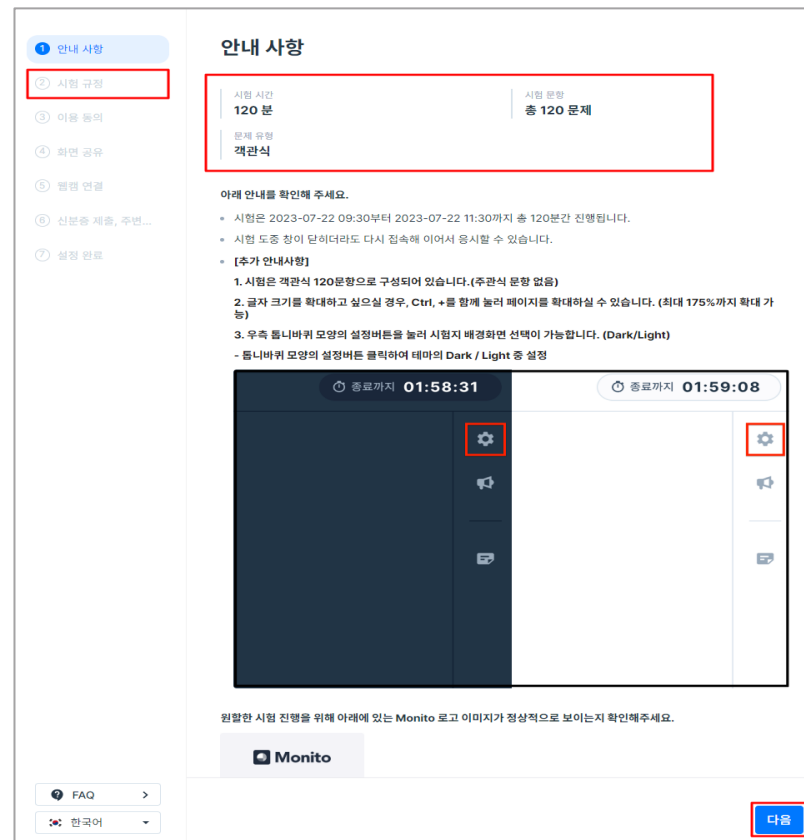 1 안내 사항
2 시험 규정
3 이용 동의
4 화면 공유
5 웹캠 연결
6 신분증 제출, 주변...
7 설정 완료
FAQ
한국어
안내 사항
시험 시간
120 분
시험 문항
총 120 문제
문제 유형
객관식
아래 안내를 확인해 주세요.
시험은 2023-07-22 09:30부터 2023-07-22 11:30까지 총 120분간 진행됩니다.
시험 도중 창이 닫히더라도 다시 접속해 이어서 응시할 수 있습니다.
[추가 안내사항]
1. 시험은 객관식 120문항으로 구성되어 있습니다.(주관식 문항 없음)
2. 글자 크기를 확대하고 싶으실 경우, Ctrl, +를 함께 눌러 페이지를 확대하실 수 있습니다. (최대 175%까지 확대 가
능)
3. 우측 톱니바퀴 모양의 설정버튼을 눌러 시험지 배경화면 선택이 가능합니다. (Dark/Light)
- 톱니바퀴 모양의 설정버튼 클릭하여 테마의 Dark / Light 중 설정
종료까지 01:58:31
종료까지 01:59:08
원할한 시험 진행을 위해 아래에 있는 Monito 로고 이미지가 정상적으로 보이는지 확인해주세요.
Monito
다음